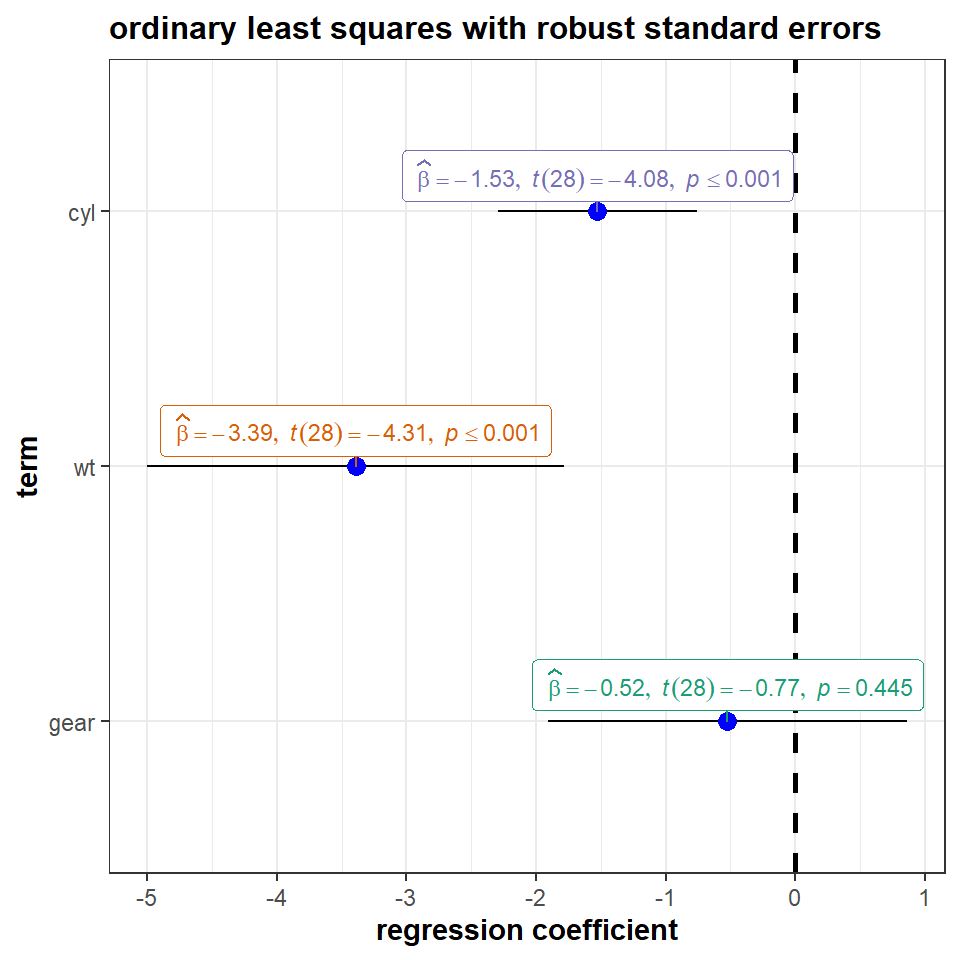 ordinary least squares with robust standard errors
β̂ = −1.53, t(28) = −4.08, p ≤ 0.001
cyl
β̂ = −3.39, t(28) = −4.31, p ≤ 0.001
wt
term
β̂ = −0.52, t(28) = −0.77, p = 0.445
gear
-5 -4 -3 -2 -1 0 1
regression coefficient